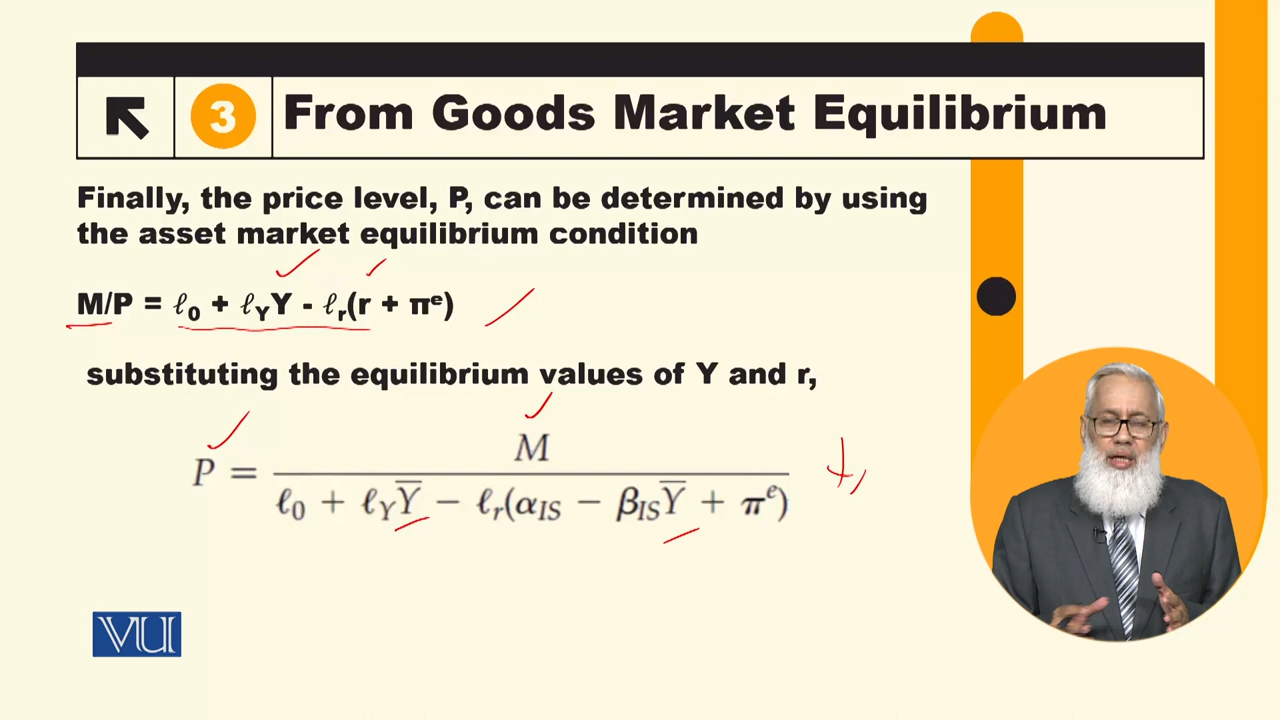 3 From Goods Market Equilibrium
Finally, the price level, P, can be determined by using
the asset market equilibrium condition
M/P = ℓ₀ + ℓ_Y Y - ℓ_r(r + πᵉ)
substituting the equilibrium values of Y and r,
P = M / (ℓ₀ + ℓ_Y Ȳ − ℓ_r(α_IS − β_IS Ȳ + πᵉ))
VU